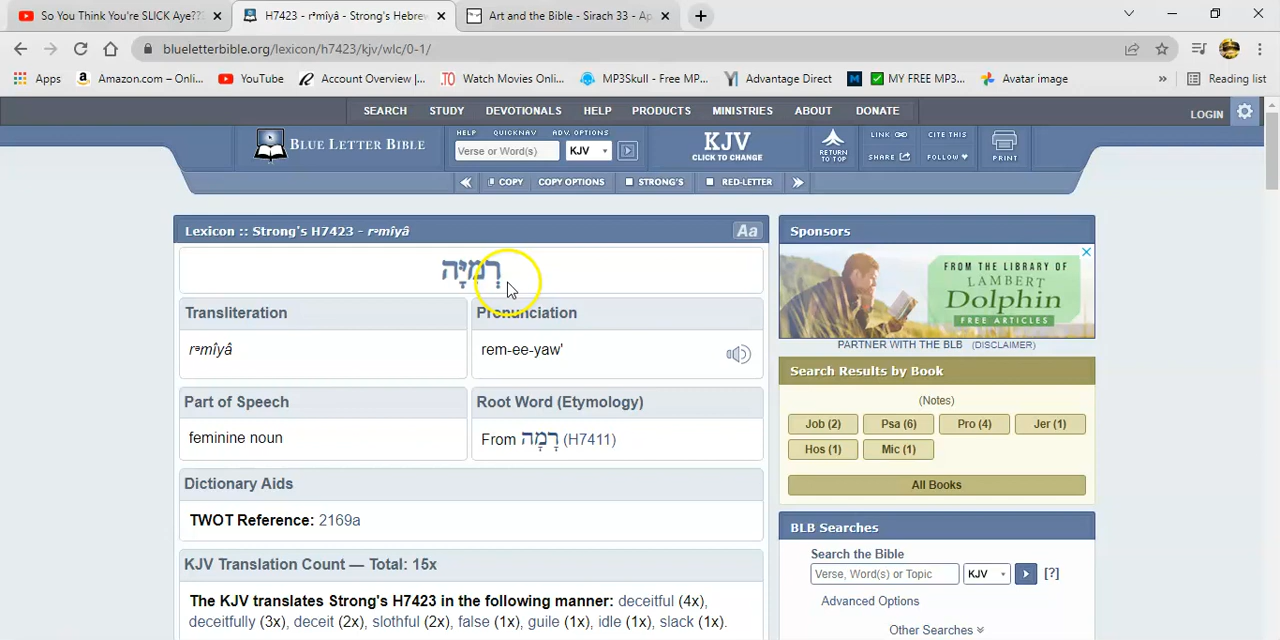 So You Think You're SLICK Aye??
H7423 - rᵊmîyâ - Strong's Hebrew
Art and the Bible - Sirach 33 - Ap
blueletterbible.org/lexicon/h7423/kjv/wlc/0-1/
Apps
Amazon.com – Onli...
YouTube
Account Overview |...
Watch Movies Onli...
MP3Skull - Free MP...
Advantage Direct
MY FREE MP3...
Avatar image
»
Reading list
SEARCH STUDY DEVOTIONALS HELP PRODUCTS MINISTRIES ABOUT DONATE
LOGIN
BLUE LETTER BIBLE
HELP QUICKNAV ADV. OPTIONS
Verse or Word(s)
KJV
KJV
CLICK TO CHANGE
RETURN
TO TOP
LINK
CITE THIS
SHARE
FOLLOW
PRINT
COPY COPY OPTIONS STRONG'S RED-LETTER
Lexicon :: Strong's H7423 - rᵊmîyâ
Aa
רְמִיָּה
Transliteration
rᵊmîyâ
Pronunciation
rem-ee-yaw'
Part of Speech
feminine noun
Root Word (Etymology)
From רָמָה (H7411)
Dictionary Aids
TWOT Reference: 2169a
KJV Translation Count — Total: 15x
The KJV translates Strong's H7423 in the following manner: deceitful (4x),
deceitfully (3x), deceit (2x), slothful (2x), false (1x), guile (1x), idle (1x), slack (1x).
Sponsors
FROM THE LIBRARY OF
LAMBERT
Dolphin
FREE ARTICLES
PARTNER WITH THE BLB (DISCLAIMER)
Search Results by Book
(Notes)
Job (2)
Psa (6)
Pro (4)
Jer (1)
Hos (1)
Mic (1)
All Books
BLB Searches
Search the Bible
Verse, Word(s) or Topic
KJV
[?]
Advanced Options
Other Searches